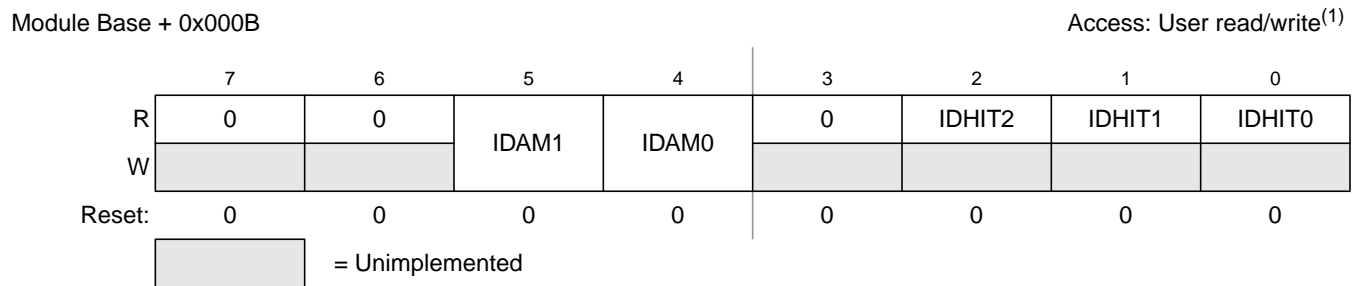 Module Base + 0x000B Access: User read/write(1)
7 6 5 4 3 2 1 0
R 0 0 IDAM1 IDAM0 0 IDHIT2 IDHIT1 IDHIT0
W
Reset: 0 0 0 0 0 0 0 0
= Unimplemented